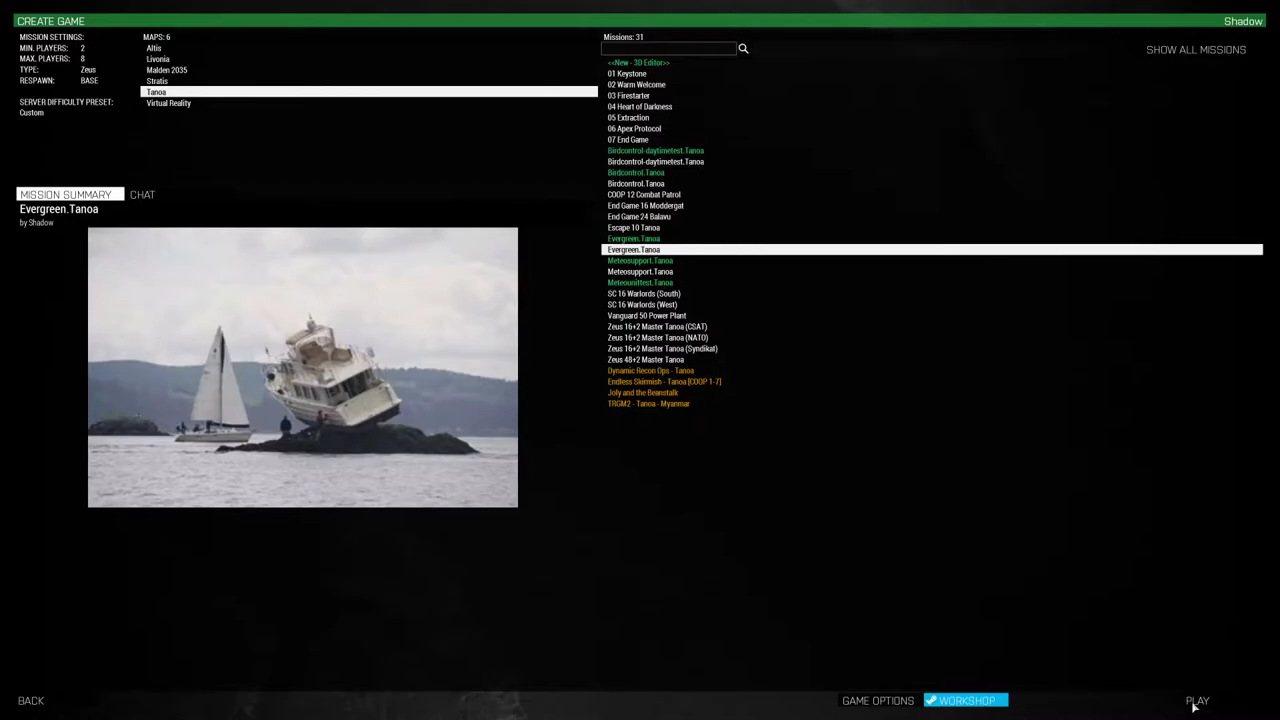 CREATE GAME
Shadow
MISSION SETTINGS:
MIN. PLAYERS: 2
MAX. PLAYERS: 8
TYPE: Zeus
RESPAWN: BASE
SERVER DIFFICULTY PRESET:
Custom
MAPS: 6
Altis
Livonia
Malden 2035
Stratis
Tanoa
Virtual Reality
Missions: 31
SHOW ALL MISSIONS
<<New - 3D Editor>>
01 Keystone
02 Warm Welcome
03 Firestarter
04 Heart of Darkness
05 Extraction
06 Apex Protocol
07 End Game
Birdcontrol-daytimetest.Tanoa
Birdcontrol-daytimetest.Tanoa
Birdcontrol.Tanoa
Birdcontrol.Tanoa
COOP 12 Combat Patrol
End Game 16 Moddergat
End Game 24 Balavu
Escape 10 Tanoa
Evergreen.Tanoa
Evergreen.Tanoa
Meteosupport.Tanoa
Meteosupport.Tanoa
Meteounittest.Tanoa
SC 16 Warlords (South)
SC 16 Warlords (West)
Vanguard 50 Power Plant
Zeus 16+2 Master Tanoa (CSAT)
Zeus 16+2 Master Tanoa (NATO)
Zeus 16+2 Master Tanoa (Syndikat)
Zeus 48+2 Master Tanoa
Dynamic Recon Ops - Tanoa
Endless Skirmish - Tanoa [COOP 1-7]
Joly and the Beanstalk
TRGM2 - Tanoa - Myanmar
MISSION SUMMARY
CHAT
Evergreen.Tanoa
by Shadow
BACK
GAME OPTIONS
WORKSHOP
PLAY